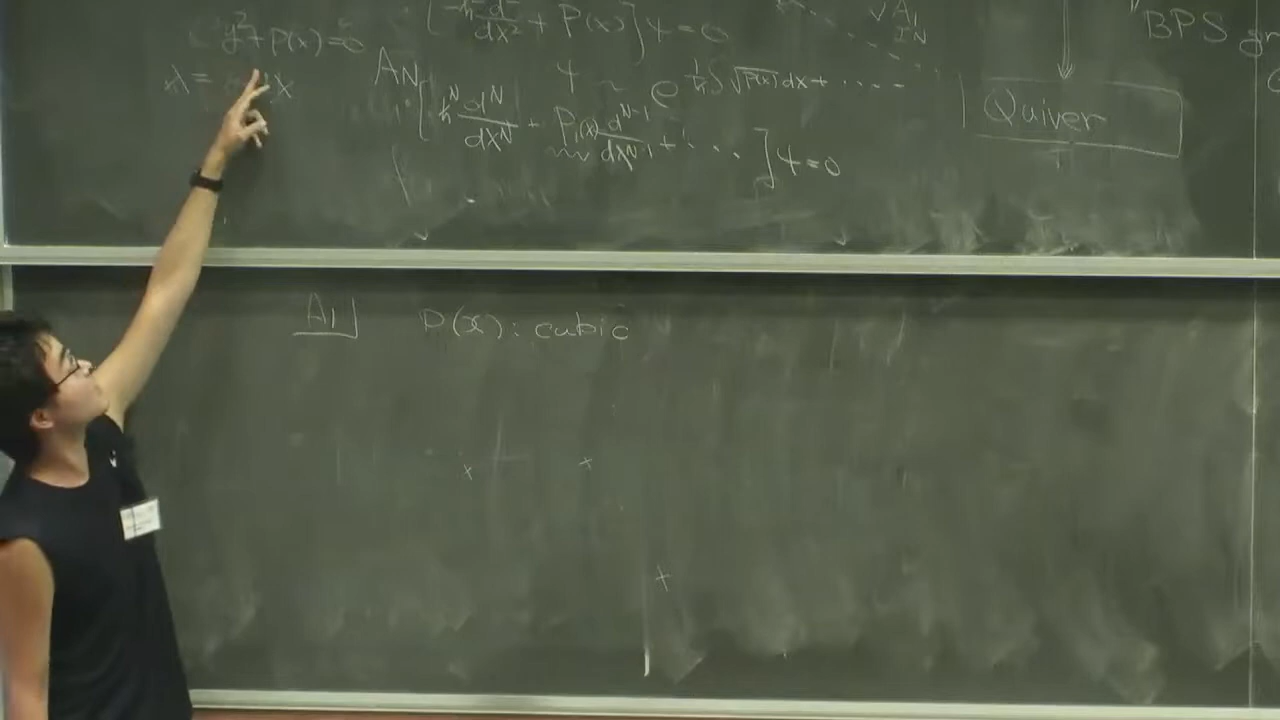 y² + P(x) = 0
λ = x
[-ħ² d²/dx² + P(x)]ψ = 0
A_N : [ħ^N d^N/dx^N + P₁(x) d^{N-1}/dx^{N-1} + ....]ψ = 0
ψ ~ e^{1/ħ ∫ √P(x) dx + .....}
A₁
Quiver
"BPS
A₁
P(x): cubic